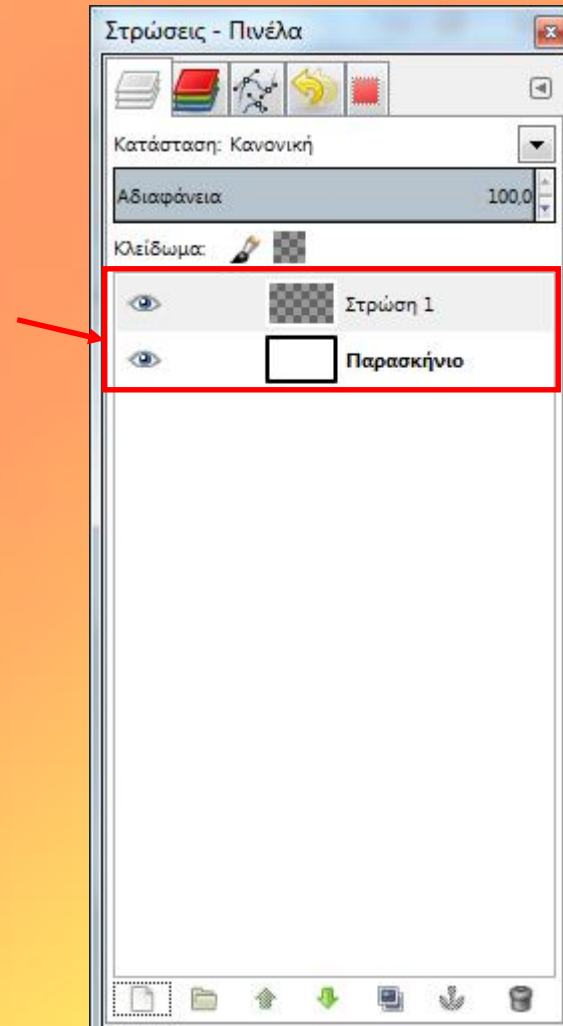 Στρώσεις - Πινέλα
Κατάσταση: Κανονική
Αδιαφάνεια 100,0
Κλείδωμα:
Στρώση 1
Παρασκήνιο